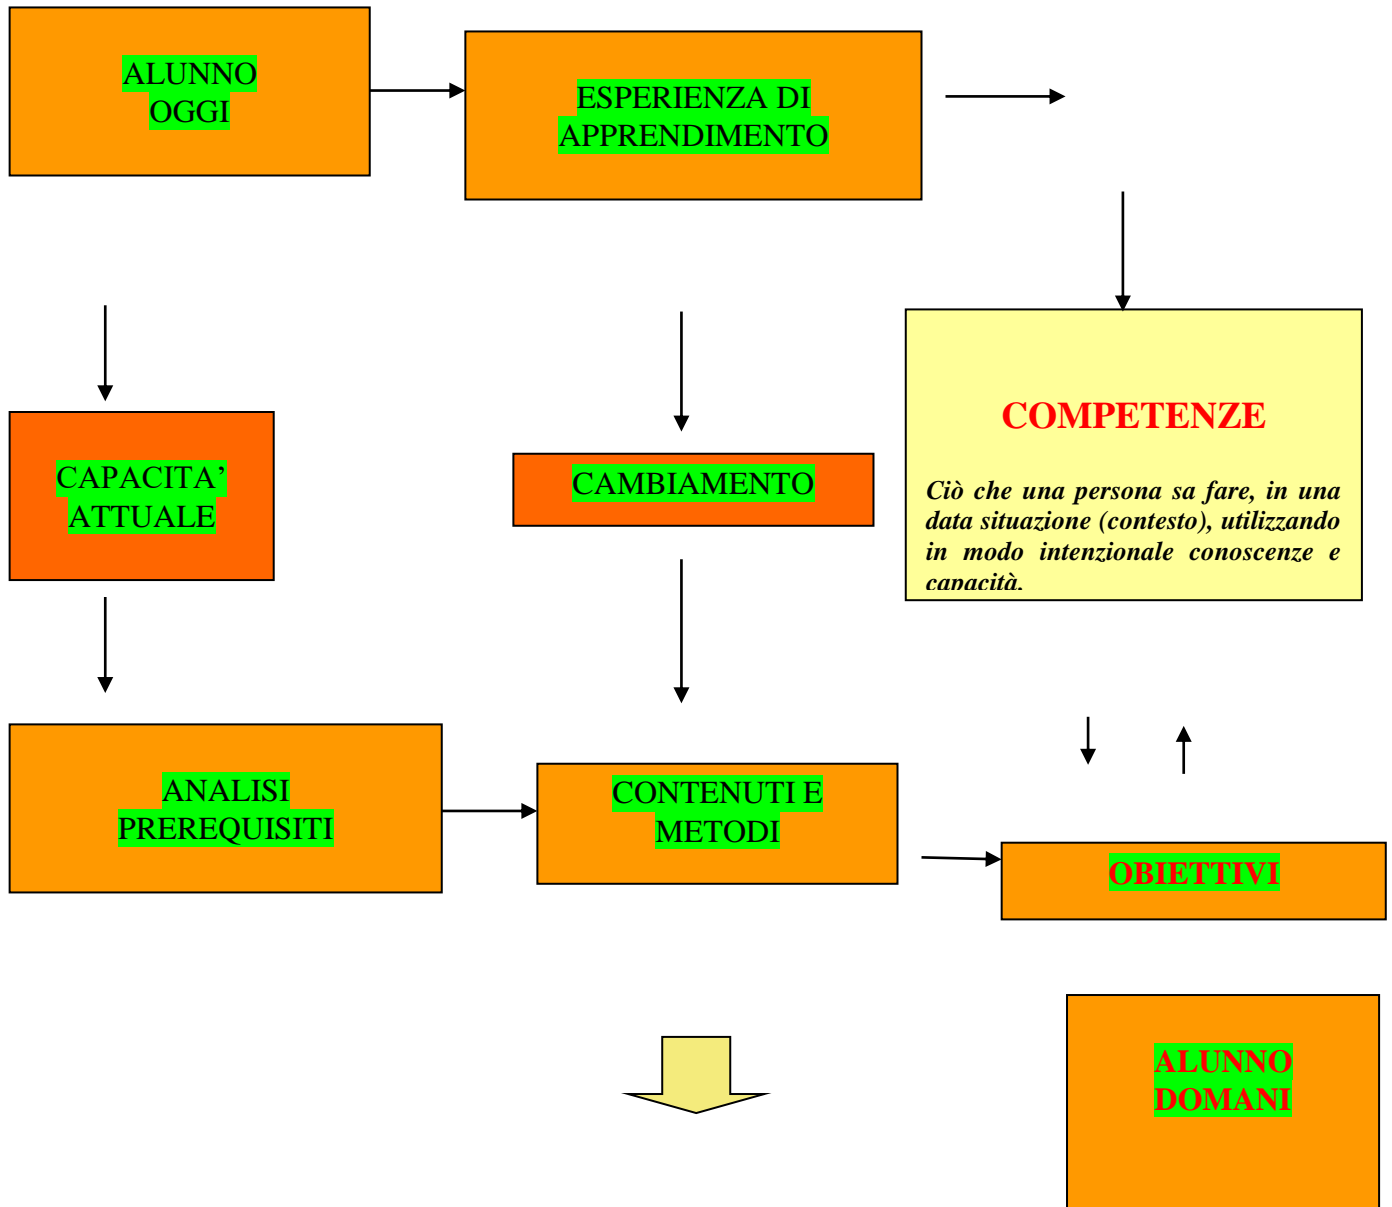 ALUNNO
OGGI
ESPERIENZA DI
APPRENDIMENTO
CAPACITA’
ATTUALE
CAMBIAMENTO
COMPETENZE
Ciò che una persona sa fare, in una
data situazione (contesto), utilizzando
in modo intenzionale conoscenze e
capacità.
ANALISI
PREREQUISITI
CONTENUTI E
METODI
OBIETTIVI
ALUNNO
DOMANI